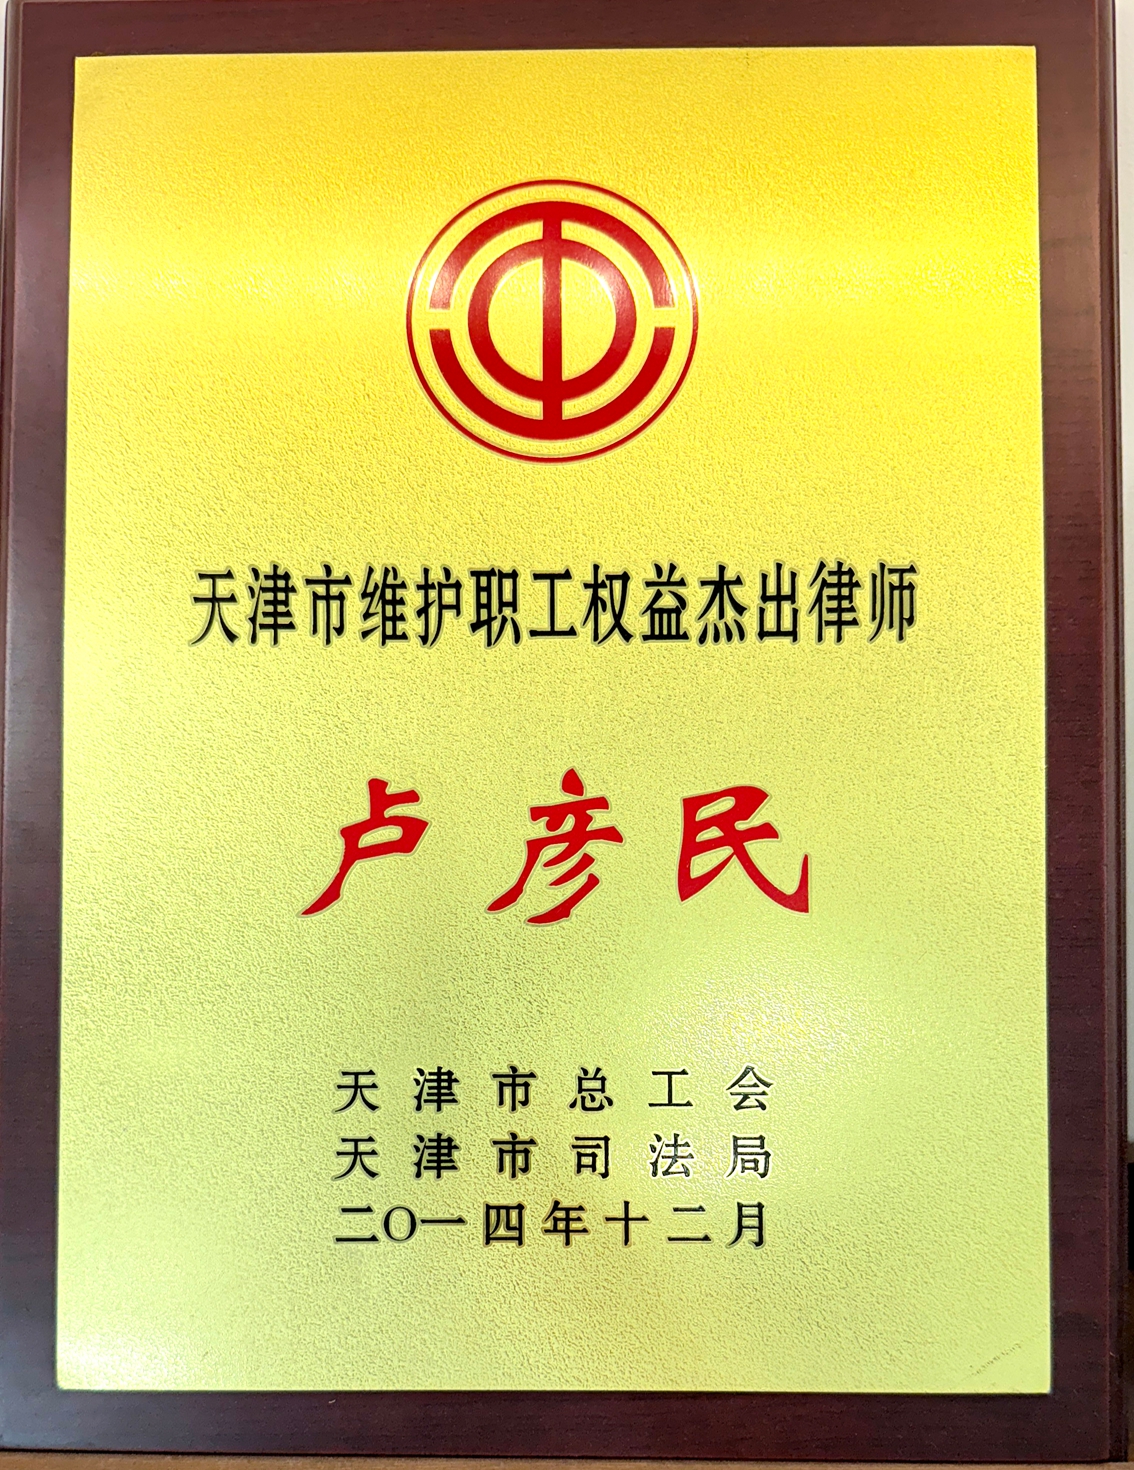 天津市维护职工权益杰出律师
卢彦民
天津市总工会
天津市司法局
二〇一四年十二月